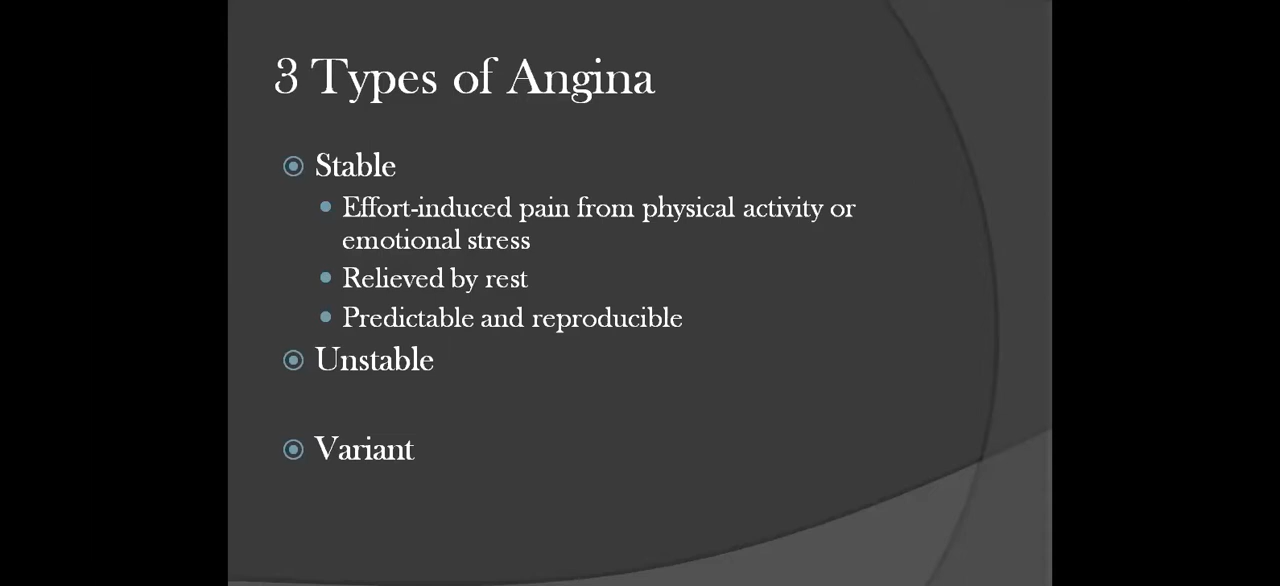 3 Types of Angina
Stable
Effort-induced pain from physical activity or
emotional stress
Relieved by rest
Predictable and reproducible
Unstable
Variant